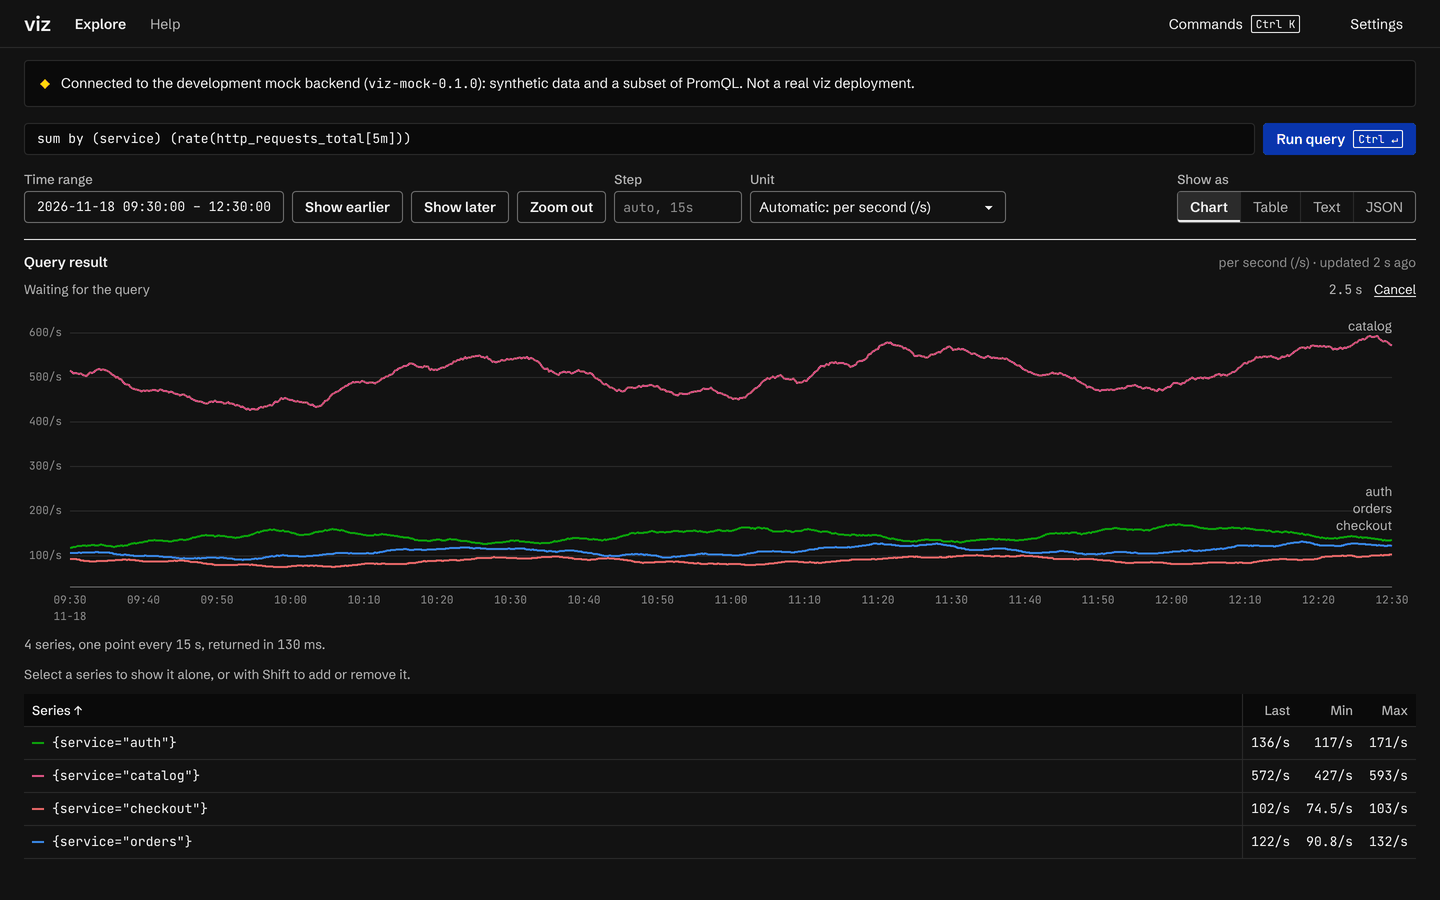 viz Explore Help Commands Ctrl K Settings
Connected to the development mock backend (viz-mock-0.1.0): synthetic data and a subset of PromQL. Not a real viz deployment.
sum by (service) (rate(http_requests_total[5m])) Run query Ctrl ↵
Time range Step Unit Show as
2026-11-18 09:30:00 – 12:30:00 Show earlier Show later Zoom out auto, 15s Automatic: per second (/s) Chart Table Text JSON
Query result per second (/s) · updated 2 s ago
Waiting for the query 2.5 s Cancel
catalog
600/s
500/s
400/s
300/s
auth
200/s orders
checkout
100/s
09:30 09:40 09:50 10:00 10:10 10:20 10:30 10:40 10:50 11:00 11:10 11:20 11:30 11:40 11:50 12:00 12:10 12:20 12:30
11-18
4 series, one point every 15 s, returned in 130 ms.
Select a series to show it alone, or with Shift to add or remove it.
Series ↑ Last Min Max
{service="auth"} 136/s 117/s 171/s
{service="catalog"} 572/s 427/s 593/s
{service="checkout"} 102/s 74.5/s 103/s
{service="orders"} 122/s 90.8/s 132/s